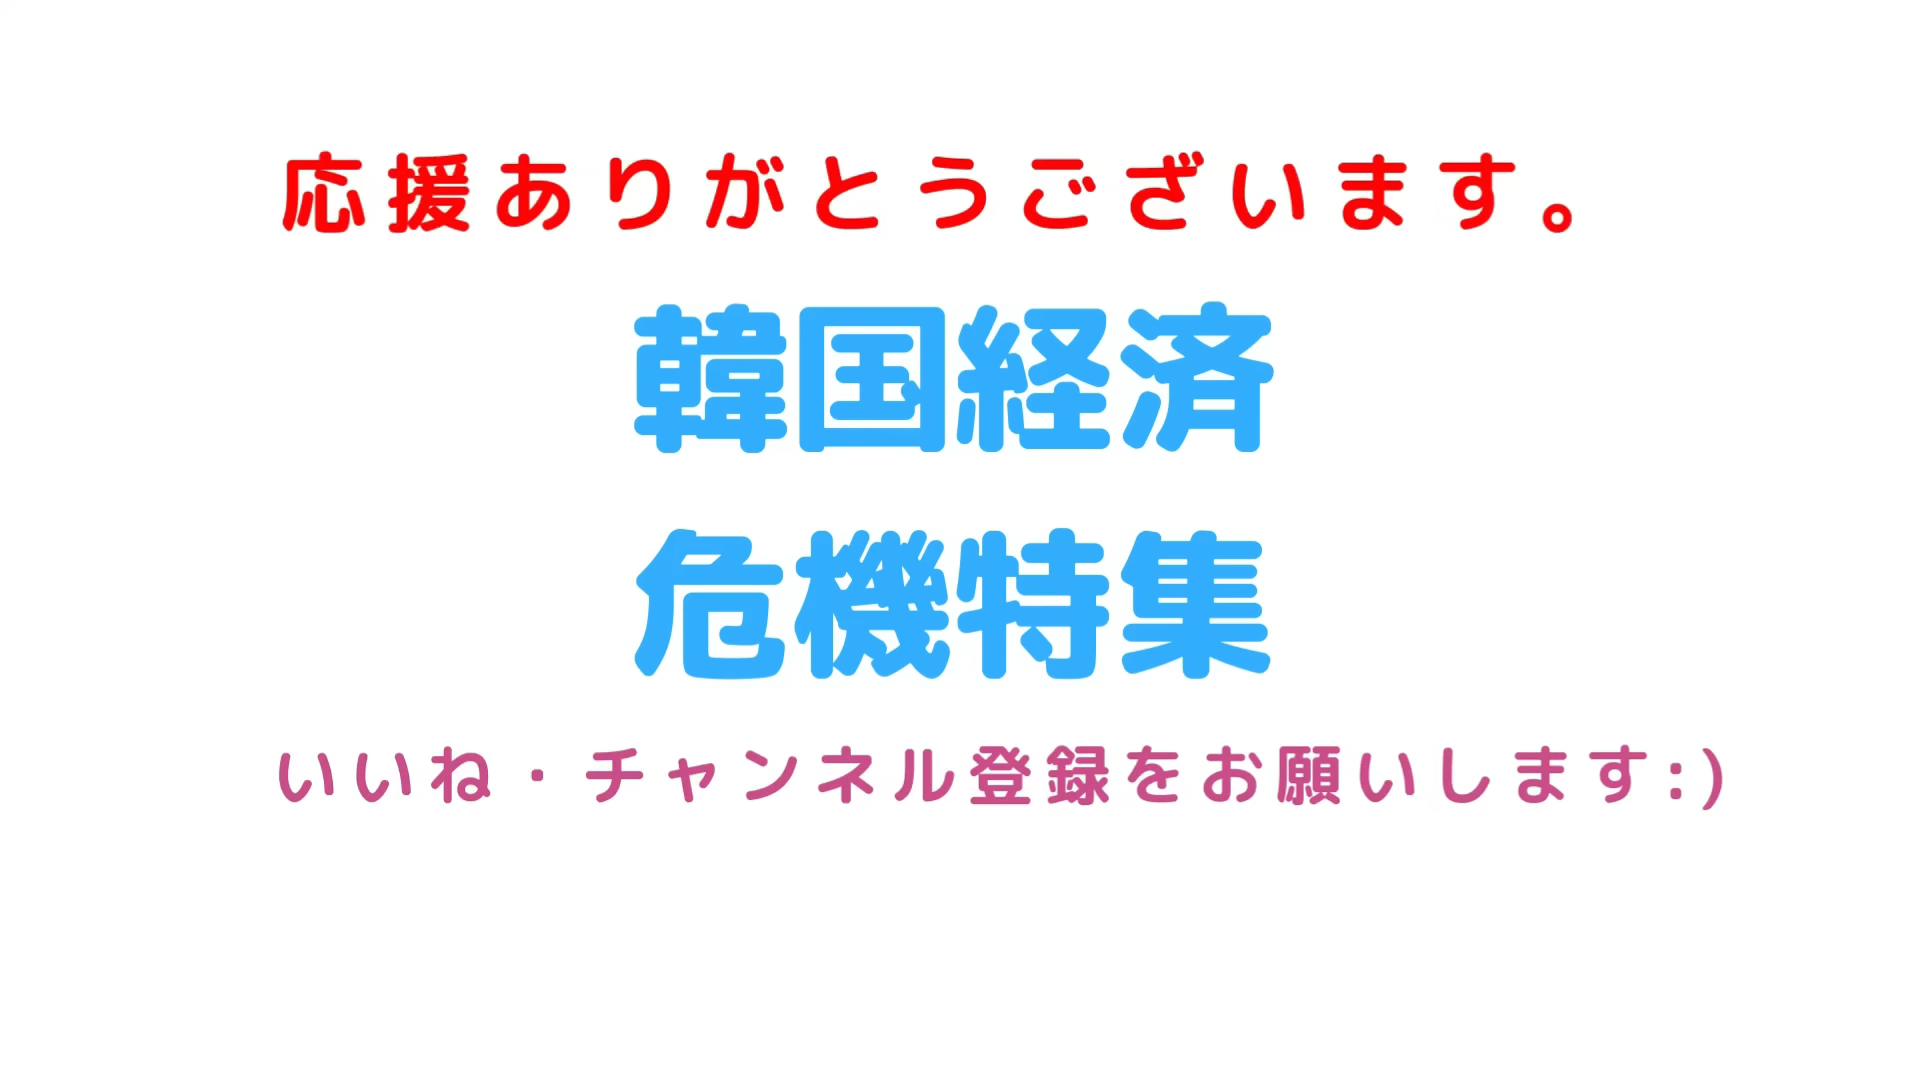 応援ありがとうございます。
韓国経済
危機特集
いいね・チャンネル登録をお願いします:)